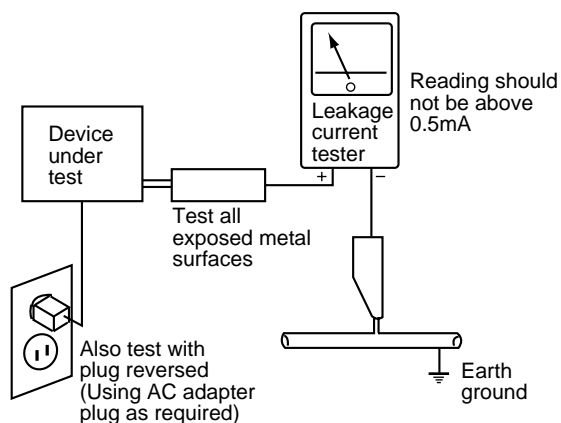 Leakage
current
tester
+
−
Reading should
not be above
0.5mA
Device
under
test
Test all
exposed metal
surfaces
Also test with
plug reversed
(Using AC adapter
plug as required)
Earth
ground